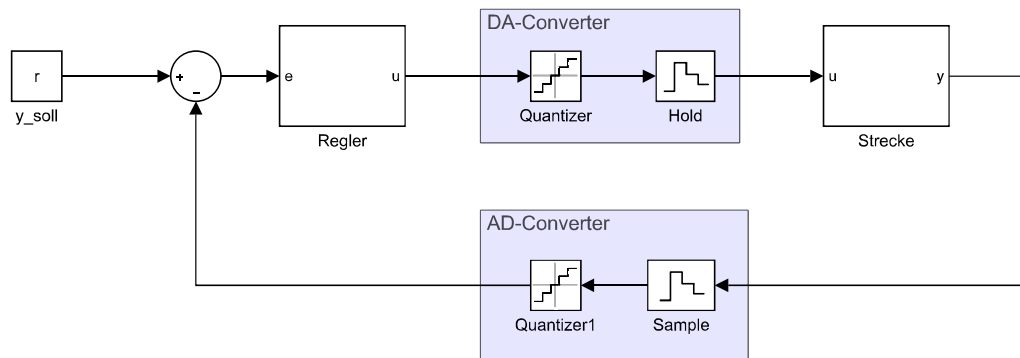 DA-Converter
r
+
-
e
u
u
y
y_soll
Regler
Quantizer
Hold
Strecke
AD-Converter
Quantizer1
Sample